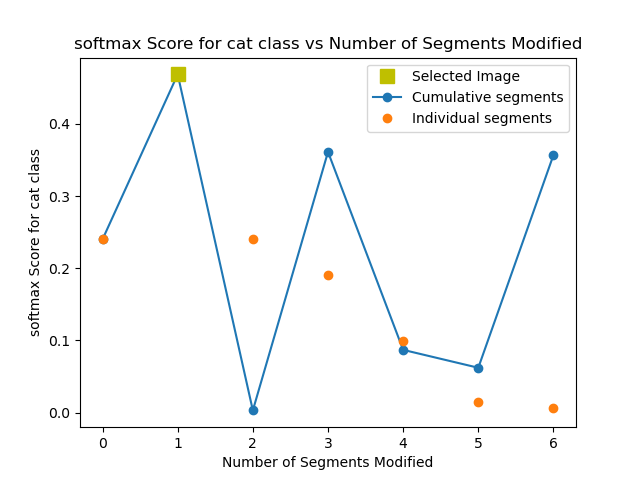 softmax Score for cat class vs Number of Segments Modified
Selected Image
Cumulative segments
Individual segments
softmax Score for cat class
0.4
0.3
0.2
0.1
0.0
0 1 2 3 4 5 6
Number of Segments Modified